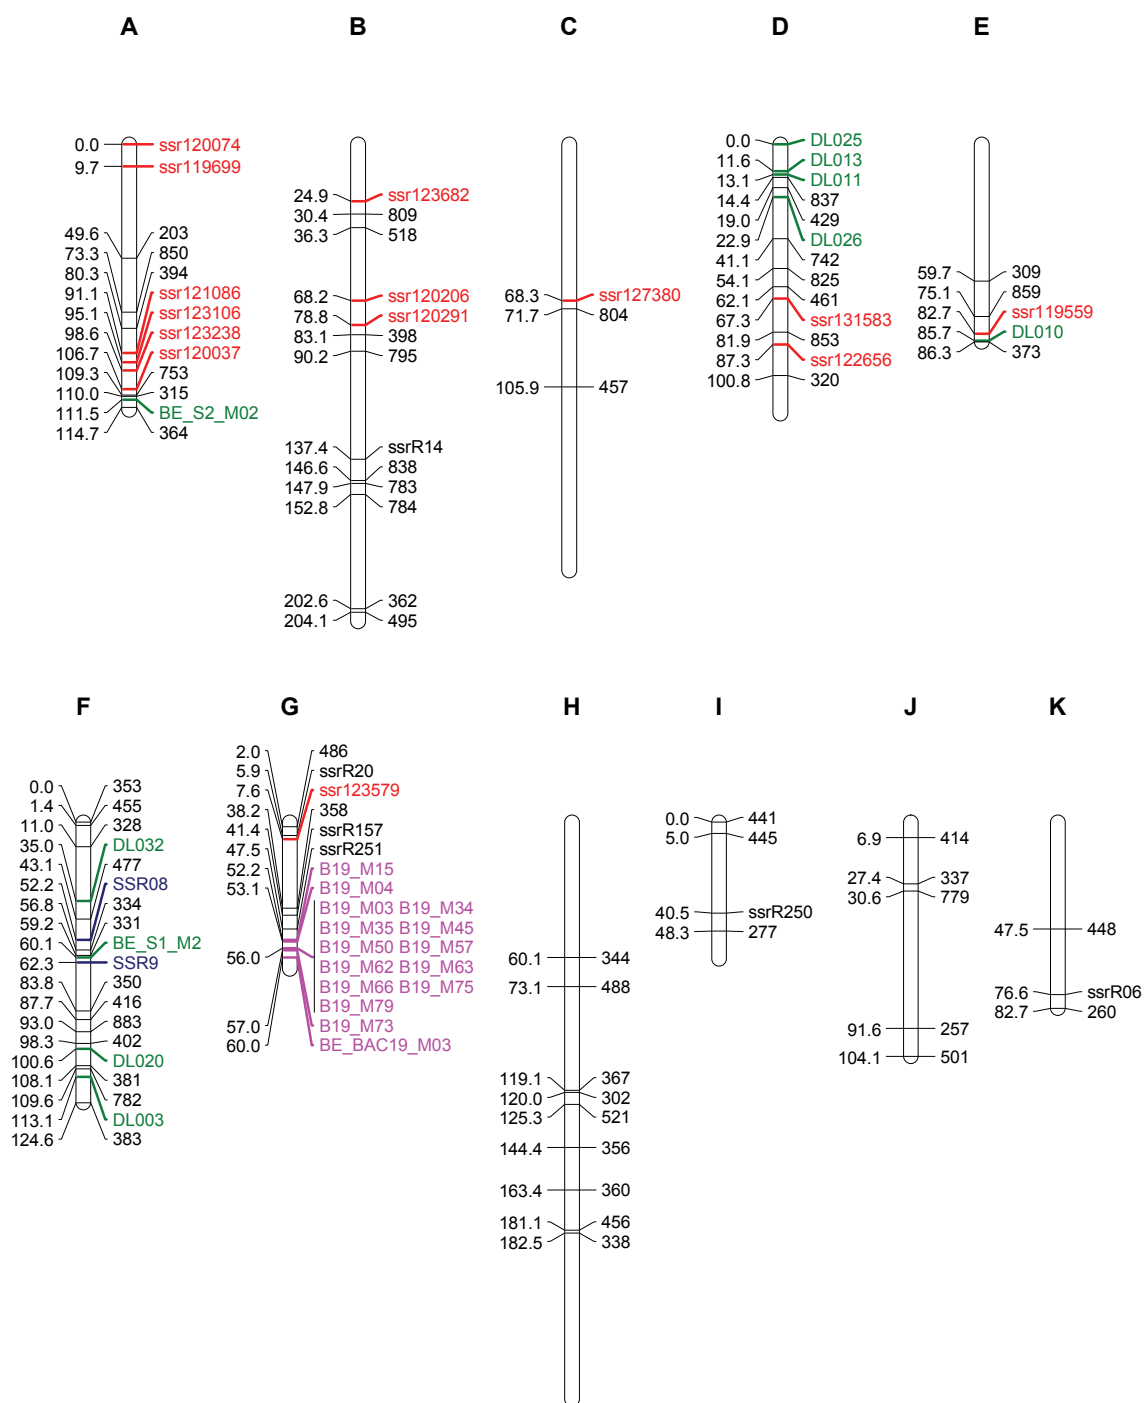 A B C D E
0.0 ssr120074
9.7 ssr119699
49.6 203
73.3 850
80.3 394
91.1 ssr121086
95.1 ssr123106
98.6 ssr123238
106.7 ssr120037
109.3 753
110.0 315
111.5 BE_S2_M02
114.7 364
24.9 ssr123682
30.4 809
36.3 518
68.2 ssr120206
78.8 ssr120291
83.1 398
90.2 795
137.4 ssrR14
146.6 838
147.9 783
152.8 784
202.6 362
204.1 495
68.3 ssr127380
71.7 804
105.9 457
0.0 DL025
11.6 DL013
13.1 DL011
14.4 837
19.0 429
22.9 DL026
41.1 742
54.1 825
62.1 461
67.3 ssr131583
81.9 853
87.3 ssr122656
100.8 320
59.7 309
75.1 859
82.7 ssr119559
85.7 DL010
86.3 373
F G H I J K
0.0 353
1.4 455
11.0 328
35.0 DL032
43.1 477
52.2 SSR08
56.8 334
59.2 331
60.1 BE_S1_M2
62.3 SSR9
83.8 350
87.7 416
93.0 883
98.3 402
100.6 DL020
108.1 381
109.6 782
113.1 DL003
124.6 383
2.0 486
5.9 ssrR20
7.6 ssr123579
38.2 358
41.4 ssrR157
47.5 ssrR251
52.2 B19_M15
53.1 B19_M04
B19_M03 B19_M34
B19_M35 B19_M45
56.0 B19_M50 B19_M57
B19_M62 B19_M63
B19_M66 B19_M75
B19_M79
57.0 B19_M73
60.0 BE_BAC19_M03
60.1 344
73.1 488
119.1 367
120.0 302
125.3 521
144.4 356
163.4 360
181.1 456
182.5 338
0.0 441
5.0 445
40.5 ssrR250
48.3 277
6.9 414
27.4 337
30.6 779
91.6 257
104.1 501
47.5 448
76.6 ssrR06
82.7 260